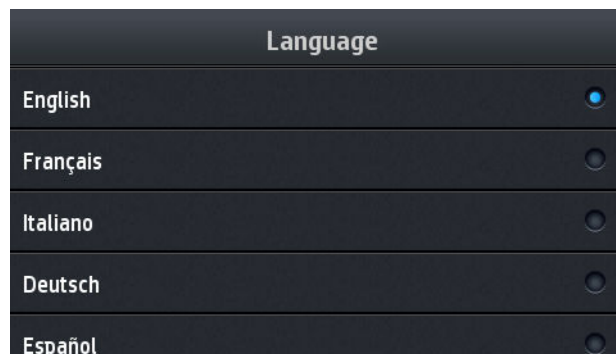 Language
English
Français
Italiano
Deutsch
Español